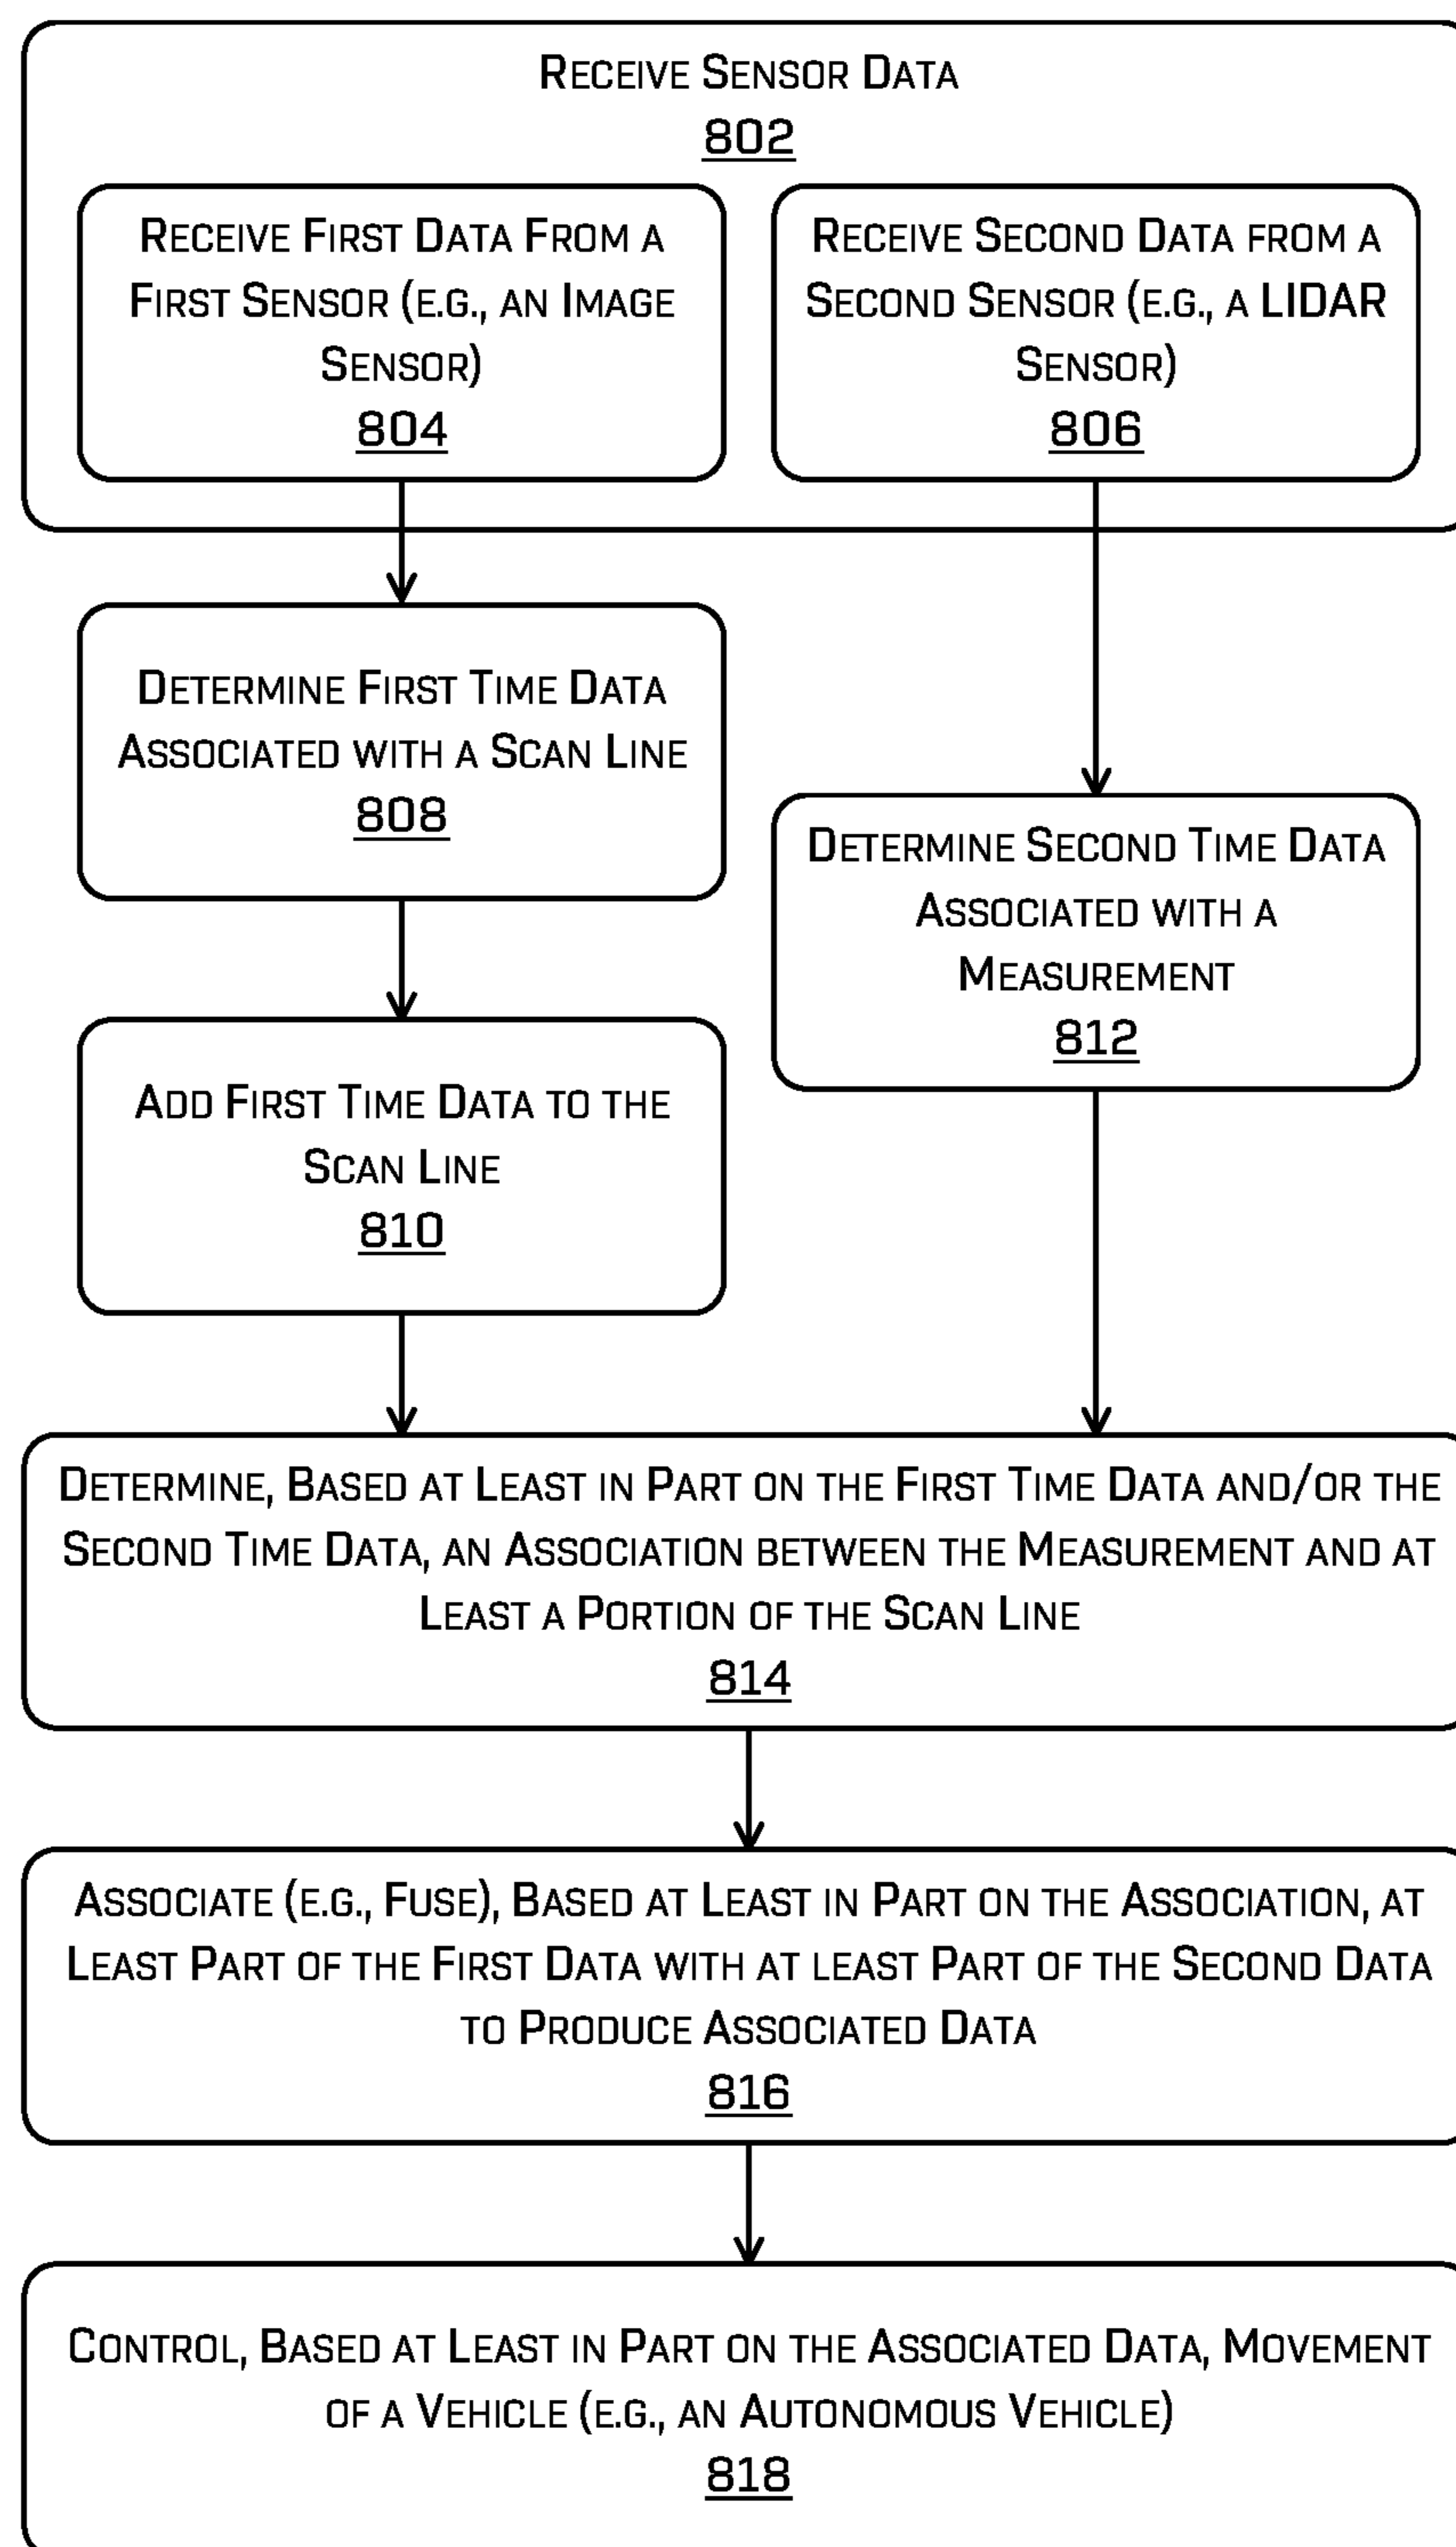 Receive Sensor Data
802
Receive First Data From a
First Sensor (e.g., an Image
Sensor)
804
Receive Second Data from a
Second Sensor (e.g., a LIDAR
Sensor)
806
Determine First Time Data
Associated with a Scan Line
808
Add First Time Data to the
Scan Line
810
Determine Second Time Data
Associated with a
Measurement
812
Determine, Based at Least in Part on the First Time Data and/or the
Second Time Data, an Association between the Measurement and at
Least a Portion of the Scan Line
814
Associate (e.g., Fuse), Based at Least in Part on the Association, at
Least Part of the First Data with at least Part of the Second Data
to Produce Associated Data
816
Control, Based at Least in Part on the Associated Data, Movement
of a Vehicle (e.g., an Autonomous Vehicle)
818